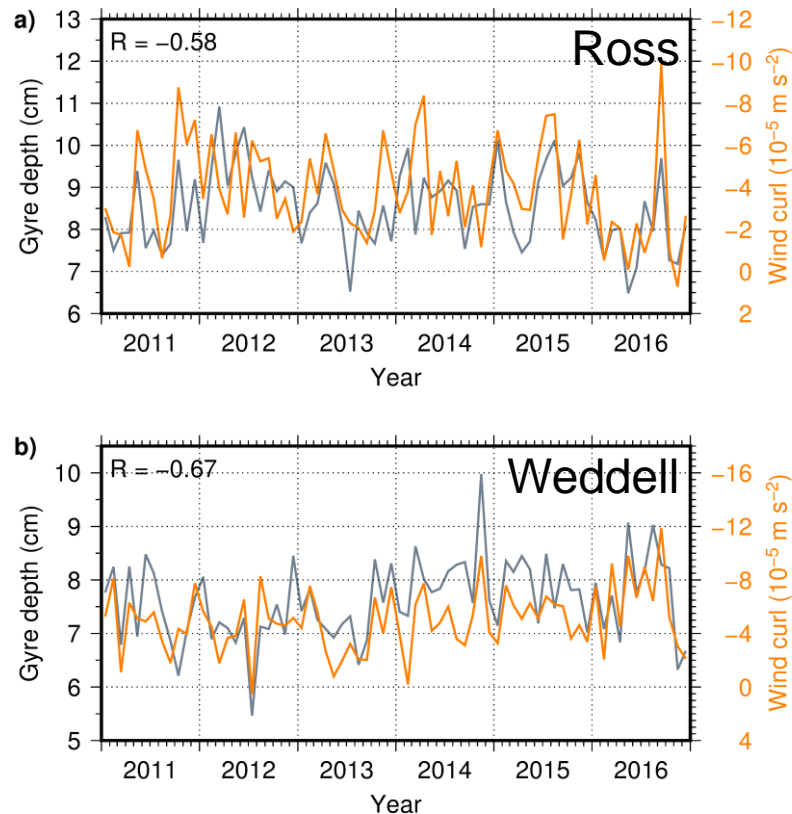 a)
R = −0.58
Ross
13
12
11
10
9
8
7
6
Gyre depth (cm)
−12
−10
−8
−6
−4
−2
0
2
Wind curl (10⁻⁵ m s⁻²)
2011 2012 2013 2014 2015 2016
Year
b)
R = −0.67
Weddell
10
9
8
7
6
5
Gyre depth (cm)
−16
−12
−8
−4
0
4
Wind curl (10⁻⁵ m s⁻²)
2011 2012 2013 2014 2015 2016
Year